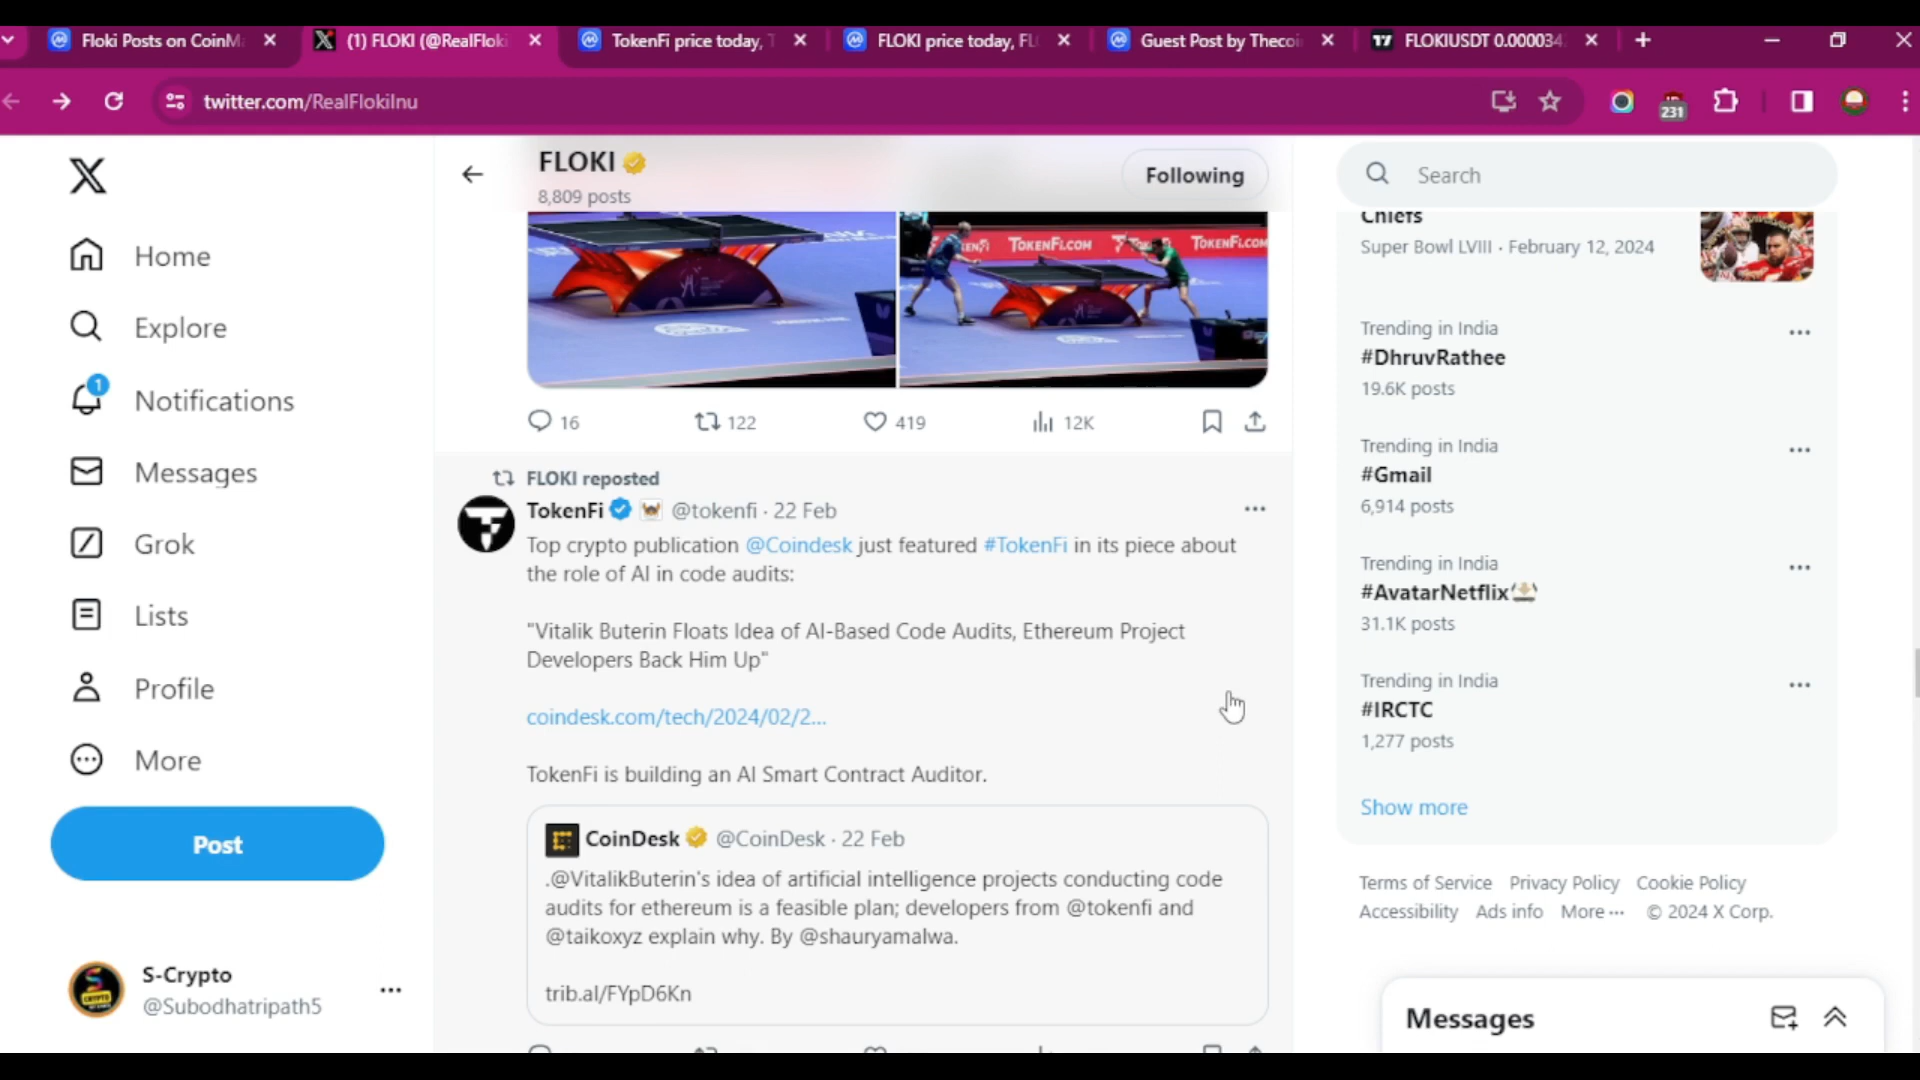 Floki Posts on CoinMa
(1) FLOKI (@RealFloki
TokenFi price today, T
FLOKI price today, FL
Guest Post by Thecoi
FLOKIUSDT 0.000034
twitter.com/RealFlokiInu
231
FLOKI
8,809 posts
Following
TOKENFI.COM
TOKENFI.COM
16
122
419
12K
FLOKI reposted
TokenFi @tokenfi · 22 Feb
Top crypto publication @Coindesk just featured #TokenFi in its piece about
the role of AI in code audits:
"Vitalik Buterin Floats Idea of AI-Based Code Audits, Ethereum Project
Developers Back Him Up"
coindesk.com/tech/2024/02/2...
TokenFi is building an AI Smart Contract Auditor.
CoinDesk @CoinDesk · 22 Feb
.@VitalikButerin's idea of artificial intelligence projects conducting code
audits for ethereum is a feasible plan; developers from @tokenfi and
@taikoxyz explain why. By @shauryamalwa.
trib.al/FYpD6Kn
Home
Explore
1
Notifications
Messages
Grok
Lists
Profile
More
Post
S-Crypto
@Subodhatripath5
Search
Chiefs
Super Bowl LVIII · February 12, 2024
Trending in India
#DhruvRathee
19.6K posts
Trending in India
#Gmail
6,914 posts
Trending in India
#AvatarNetflix
31.1K posts
Trending in India
#IRCTC
1,277 posts
Show more
Terms of Service Privacy Policy Cookie Policy
Accessibility Ads info More ··· © 2024 X Corp.
Messages